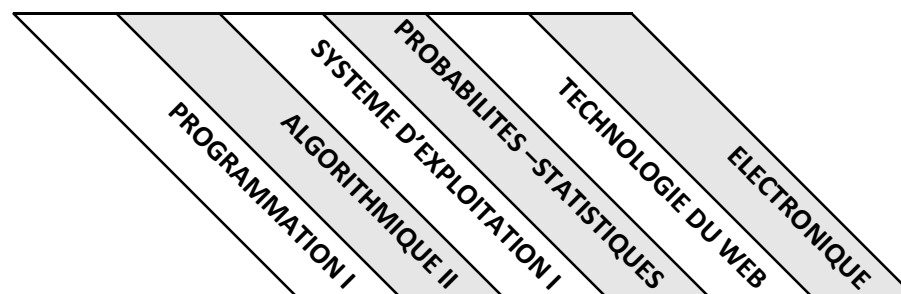 PROGRAMMATION I
ALGORITHMIQUE II
SYSTEME D’EXPLOITATION I
PROBABILITES –STATISTIQUES
TECHNOLOGIE DU WEB
ELECTRONIQUE